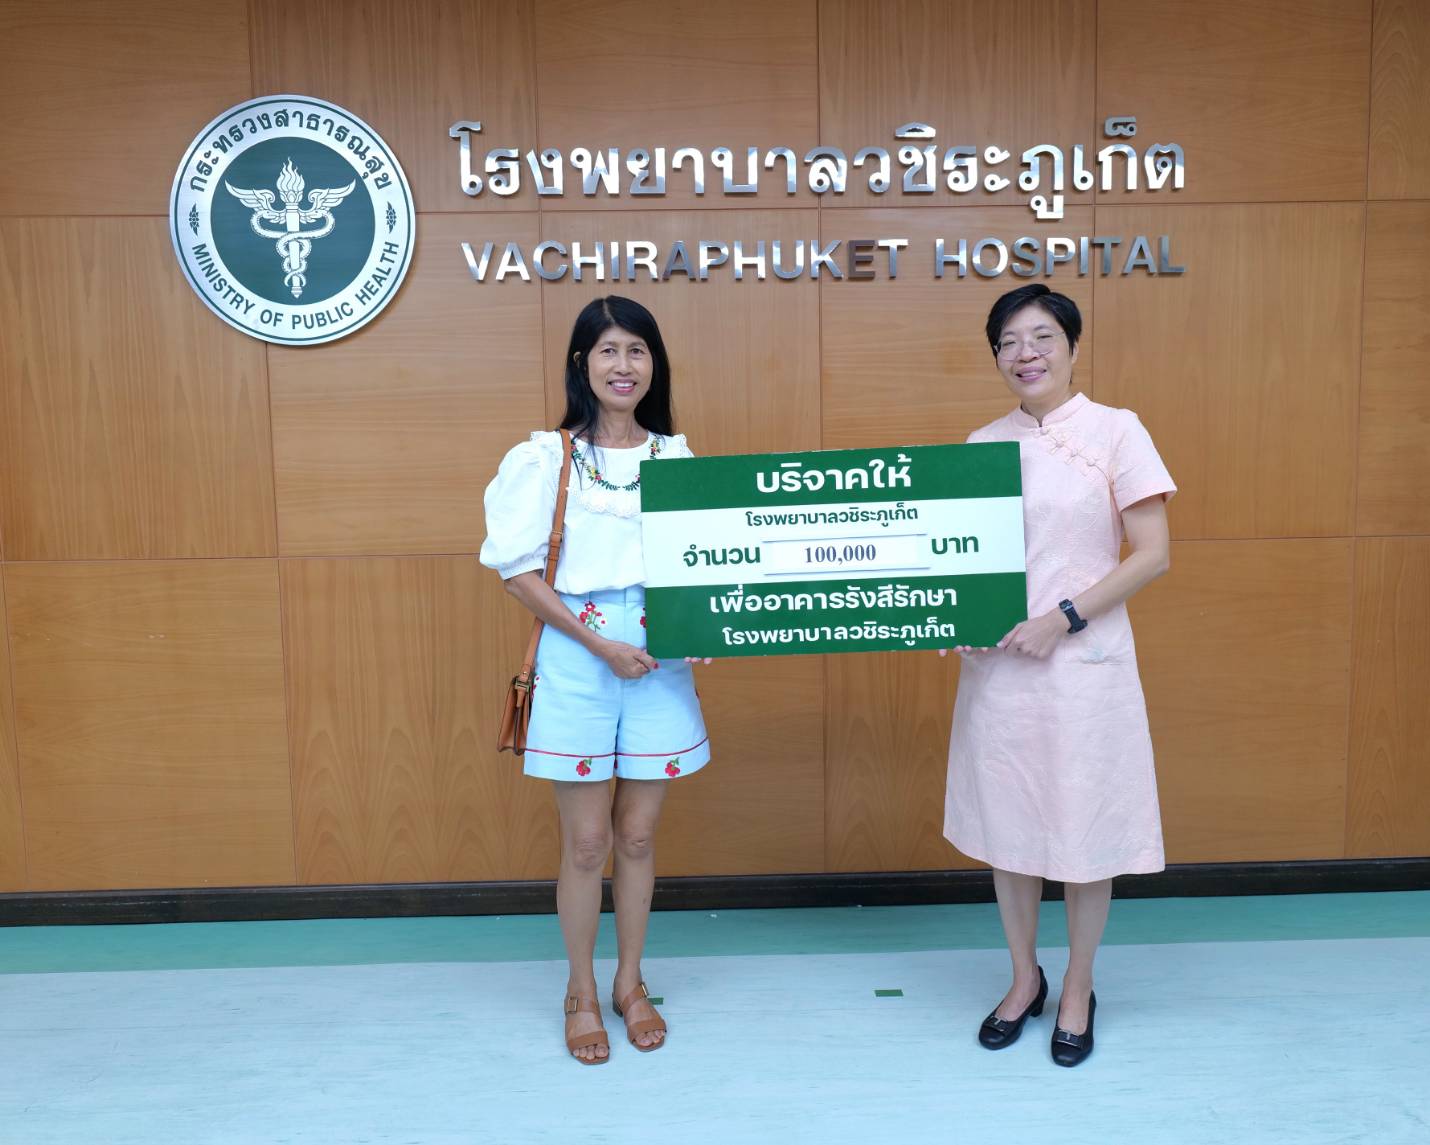 กระทรวงสาธารณสุข
MINISTRY OF PUBLIC HEALTH
โรงพยาบาลวชิระภูเก็ต
VACHIRAPHUKET HOSPITAL
บริจาคให้
โรงพยาบาลวชิระภูเก็ต
จำนวน 100,000 บาท
เพื่ออาคารรังสีรักษา
โรงพยาบาลวชิระภูเก็ต